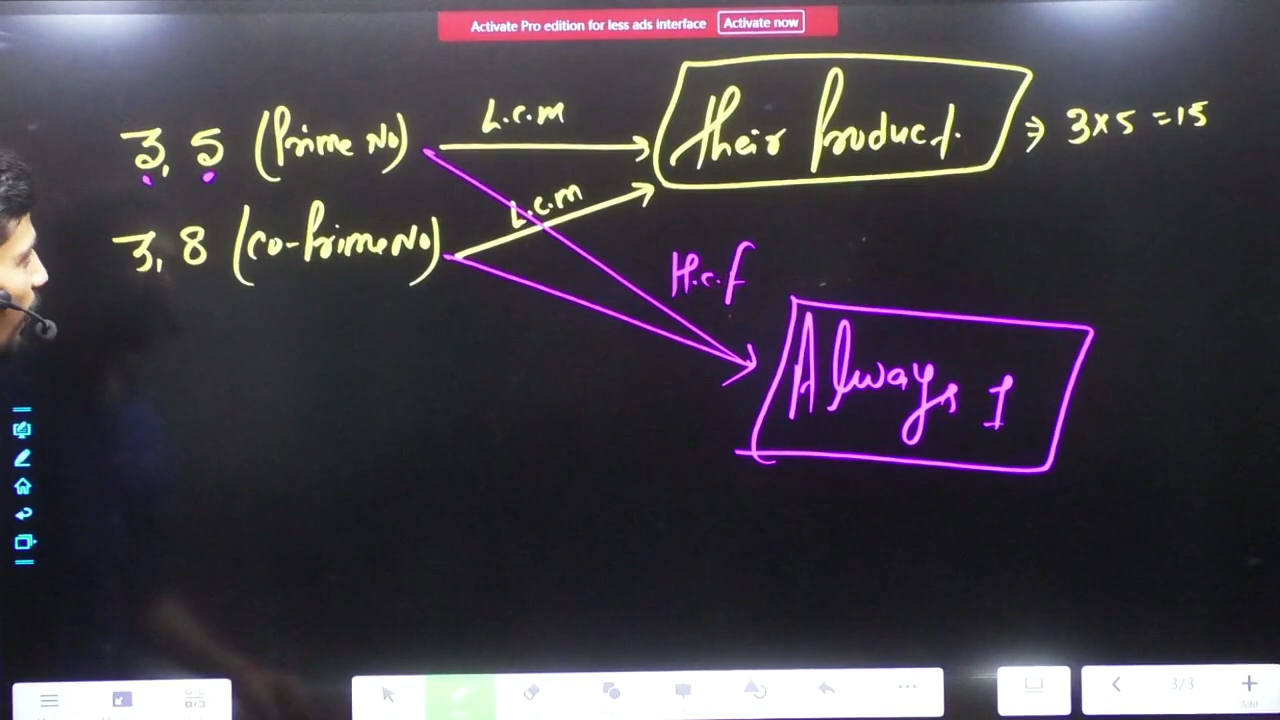 Activate Pro edition for less ads interface Activate now
3, 5 (Prime No) L.c.m Their Product. ⇒ 3×5 =15
3, 8 (co-Prime No) L.c.m
H.c.f
Always 1
3/3
Add